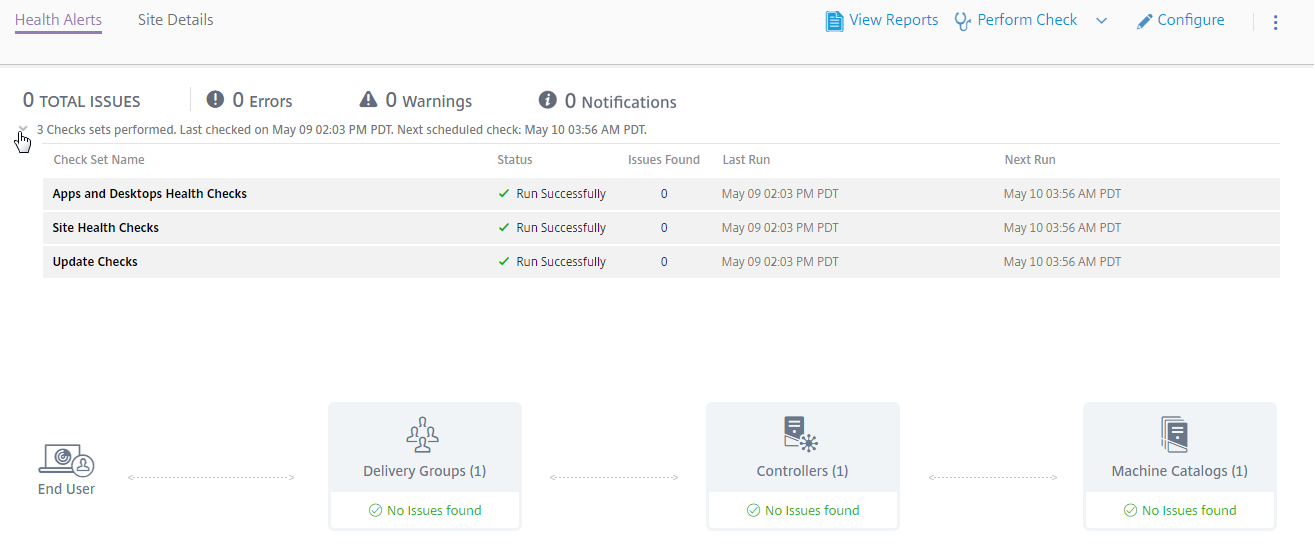 Health Alerts Site Details View Reports Perform Check Configure
0 TOTAL ISSUES 0 Errors 0 Warnings 0 Notifications
3 Checks sets performed. Last checked on May 09 02:03 PM PDT. Next scheduled check: May 10 03:56 AM PDT.
Check Set Name Status Issues Found Last Run Next Run
Apps and Desktops Health Checks Run Successfully 0 May 09 02:03 PM PDT May 10 03:56 AM PDT
Site Health Checks Run Successfully 0 May 09 02:03 PM PDT May 10 03:56 AM PDT
Update Checks Run Successfully 0 May 09 02:03 PM PDT May 10 03:56 AM PDT
Delivery Groups (1) Controllers (1) Machine Catalogs (1)
End User
No Issues found No Issues found No Issues found